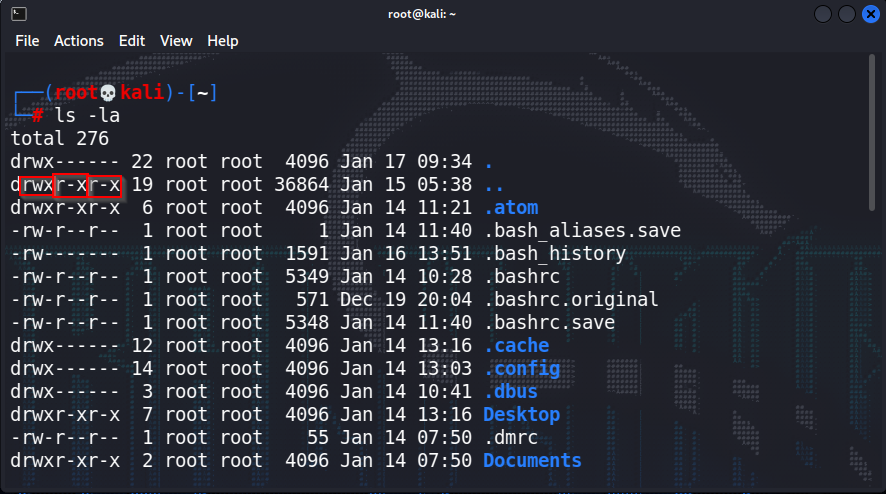 root@kali: ~
File Actions Edit View Help
┌──(root💀kali)-[~]
└─# ls -la
total 276
drwx------ 22 root root  4096 Jan 17 09:34 .
drwxr-xr-x 19 root root 36864 Jan 15 05:38 ..
drwxr-xr-x  6 root root  4096 Jan 14 11:21 .atom
-rw-r--r--  1 root root     1 Jan 14 11:40 .bash_aliases.save
-rw-------  1 root root  1591 Jan 16 13:51 .bash_history
-rw-r--r--  1 root root  5349 Jan 14 10:28 .bashrc
-rw-r--r--  1 root root   571 Dec 19 20:04 .bashrc.original
-rw-r--r--  1 root root  5348 Jan 14 11:40 .bashrc.save
drwx------ 12 root root  4096 Jan 14 13:16 .cache
drwx------ 14 root root  4096 Jan 14 13:03 .config
drwx------  3 root root  4096 Jan 14 10:41 .dbus
drwxr-xr-x  7 root root  4096 Jan 14 13:16 Desktop
-rw-r--r--  1 root root    55 Jan 14 07:50 .dmrc
drwxr-xr-x  2 root root  4096 Jan 14 07:50 Documents